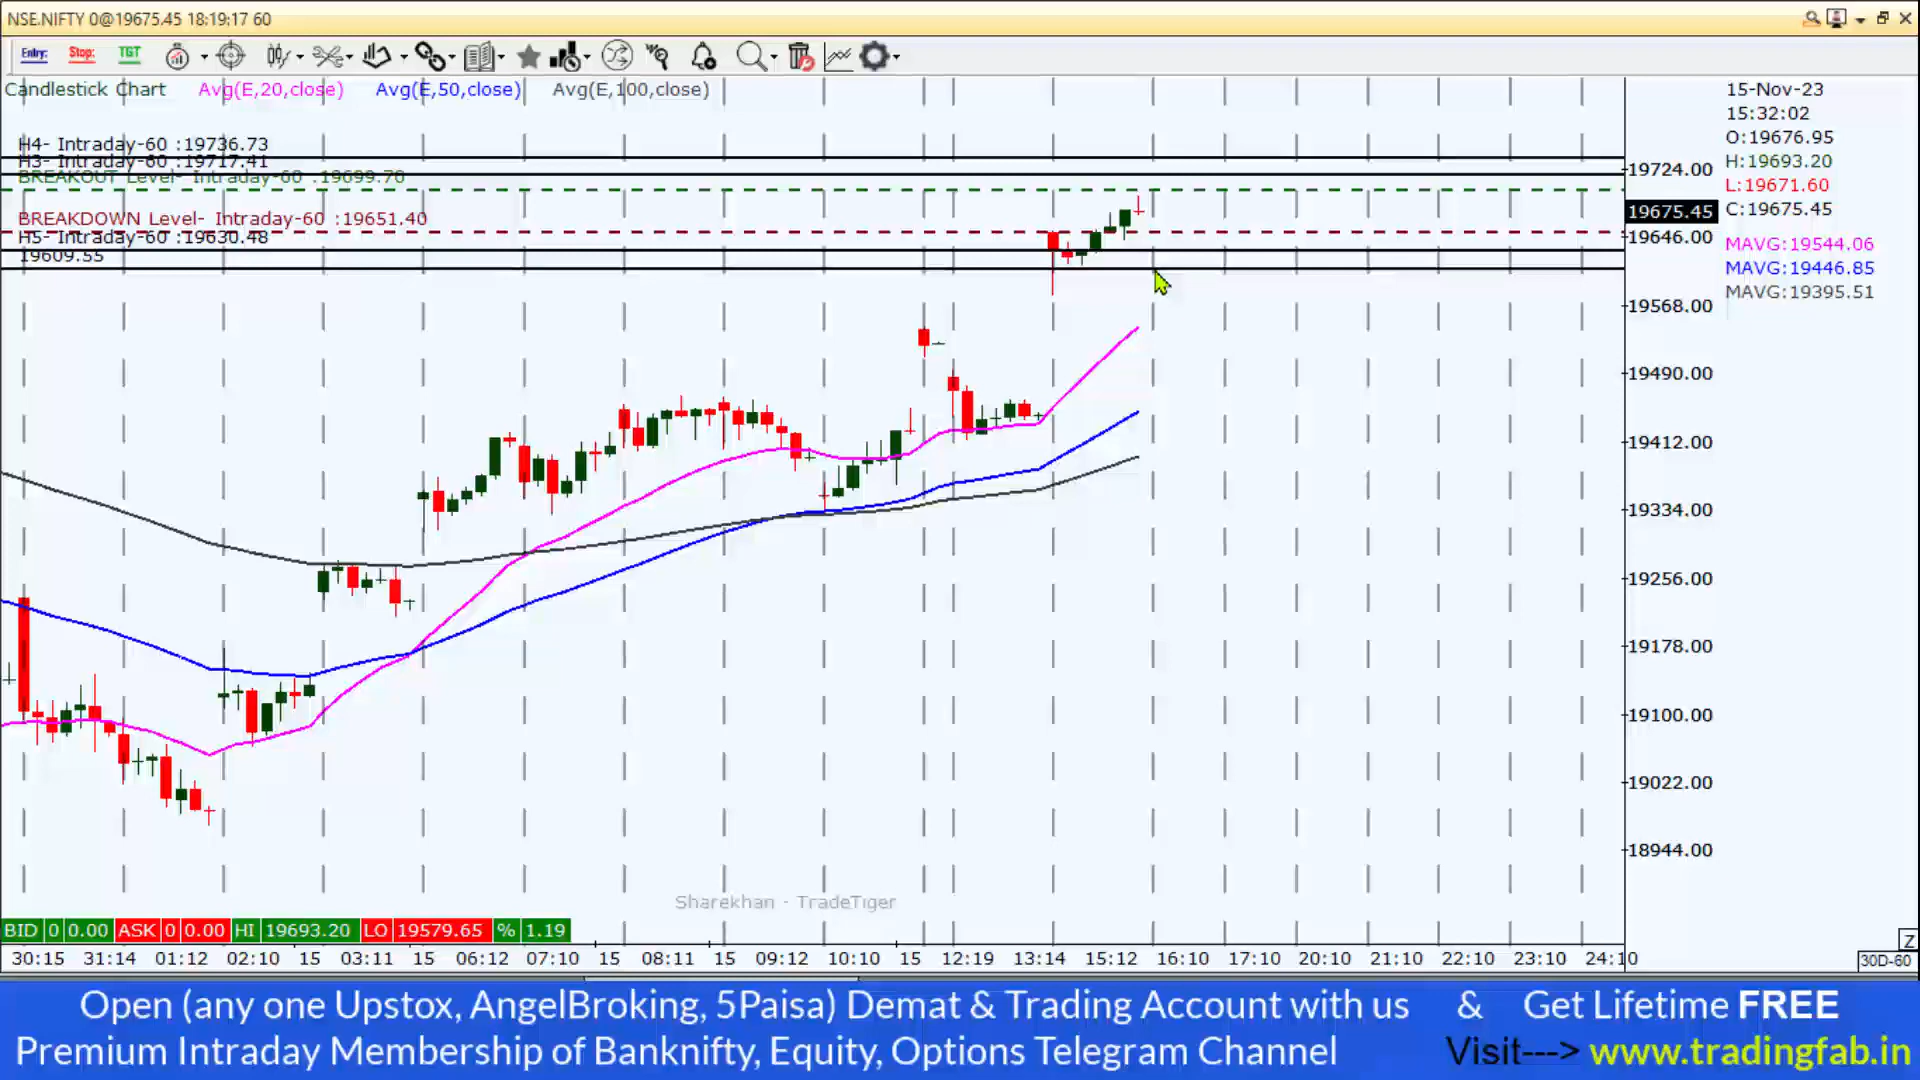 NSE.NIFTY 0@19675.45 18:19:17 60
Entry: Stop: TGT
Candlestick Chart Avg(E,20,close) Avg(E,50,close) Avg(E,100,close)
H4- Intraday-60 :19736.73
H3- Intraday-60 :19717.41
BREAKOUT Level- Intraday-60 :19699.70
BREAKDOWN Level- Intraday-60 :19651.40
H5- Intraday-60 :19630.48
19609.55
19724.00
19675.45
19646.00
19568.00
19490.00
19412.00
19334.00
19256.00
19178.00
19100.00
19022.00
18944.00
15-Nov-23
15:32:02
O:19676.95
H:19693.20
L:19671.60
C:19675.45
MAVG:19544.06
MAVG:19446.85
MAVG:19395.51
Sharekhan - TradeTiger
BID 0 0.00 ASK 0 0.00 HI 19693.20 LO 19579.65 % 1.19
Z
30:15 31:14 01:12 02:10 15 03:11 15 06:12 07:10 15 08:11 15 09:12 10:10 15 12:19 13:14 15:12 16:10 17:10 20:10 21:10 22:10 23:10 24:10
30D-60
Open (any one Upstox, AngelBroking, 5Paisa) Demat & Trading Account with us & Get Lifetime FREE
Premium Intraday Membership of Banknifty, Equity, Options Telegram Channel Visit---> www.tradingfab.in